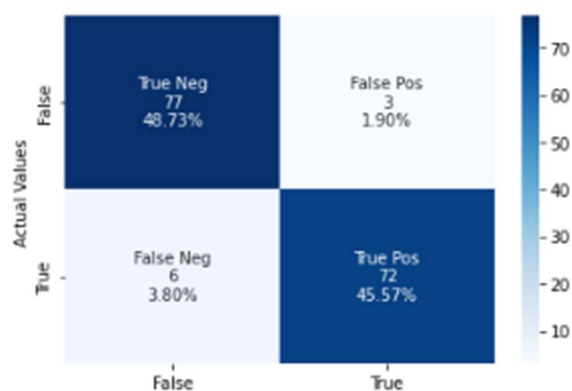 True Neg
77
48.73%
False Pos
3
1.90%
False Neg
6
3.80%
True Pos
72
45.57%
Actual Values
False
True
False
True
70
60
50
40
30
20
10